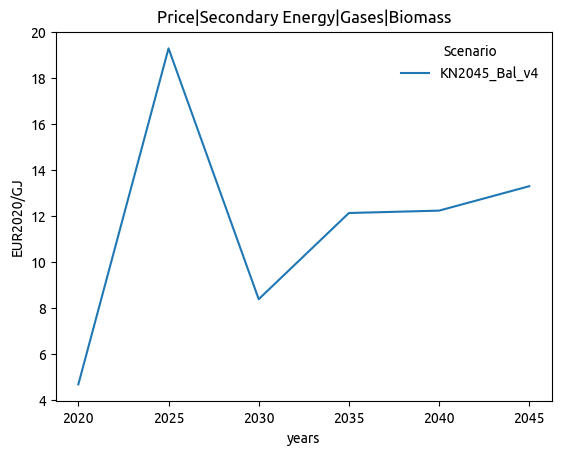 Price|Secondary Energy|Gases|Biomass
20
18
16
14
12
10
8
6
4
EUR2020/GJ
Scenario
KN2045_Bal_v4
2020 2025 2030 2035 2040 2045
years